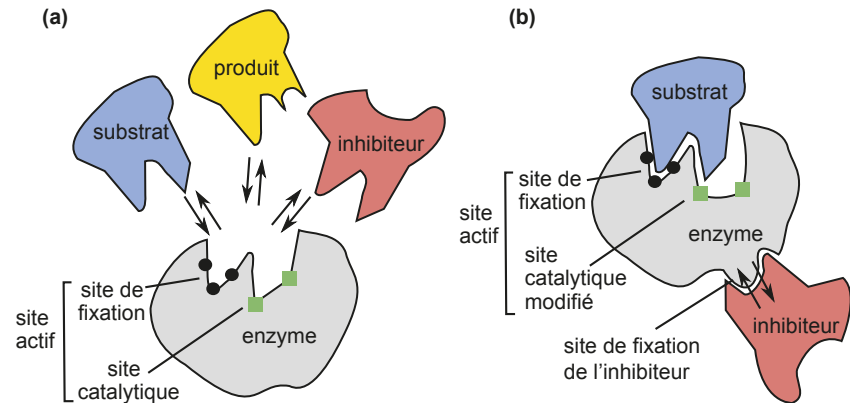 (a)
produit
substrat
inhibiteur
site de
fixation
site
actif
enzyme
site
catalytique
(b)
substrat
site de
fixation
site
actif
enzyme
site
catalytique
modifié
inhibiteur
site de fixation
de l'inhibiteur